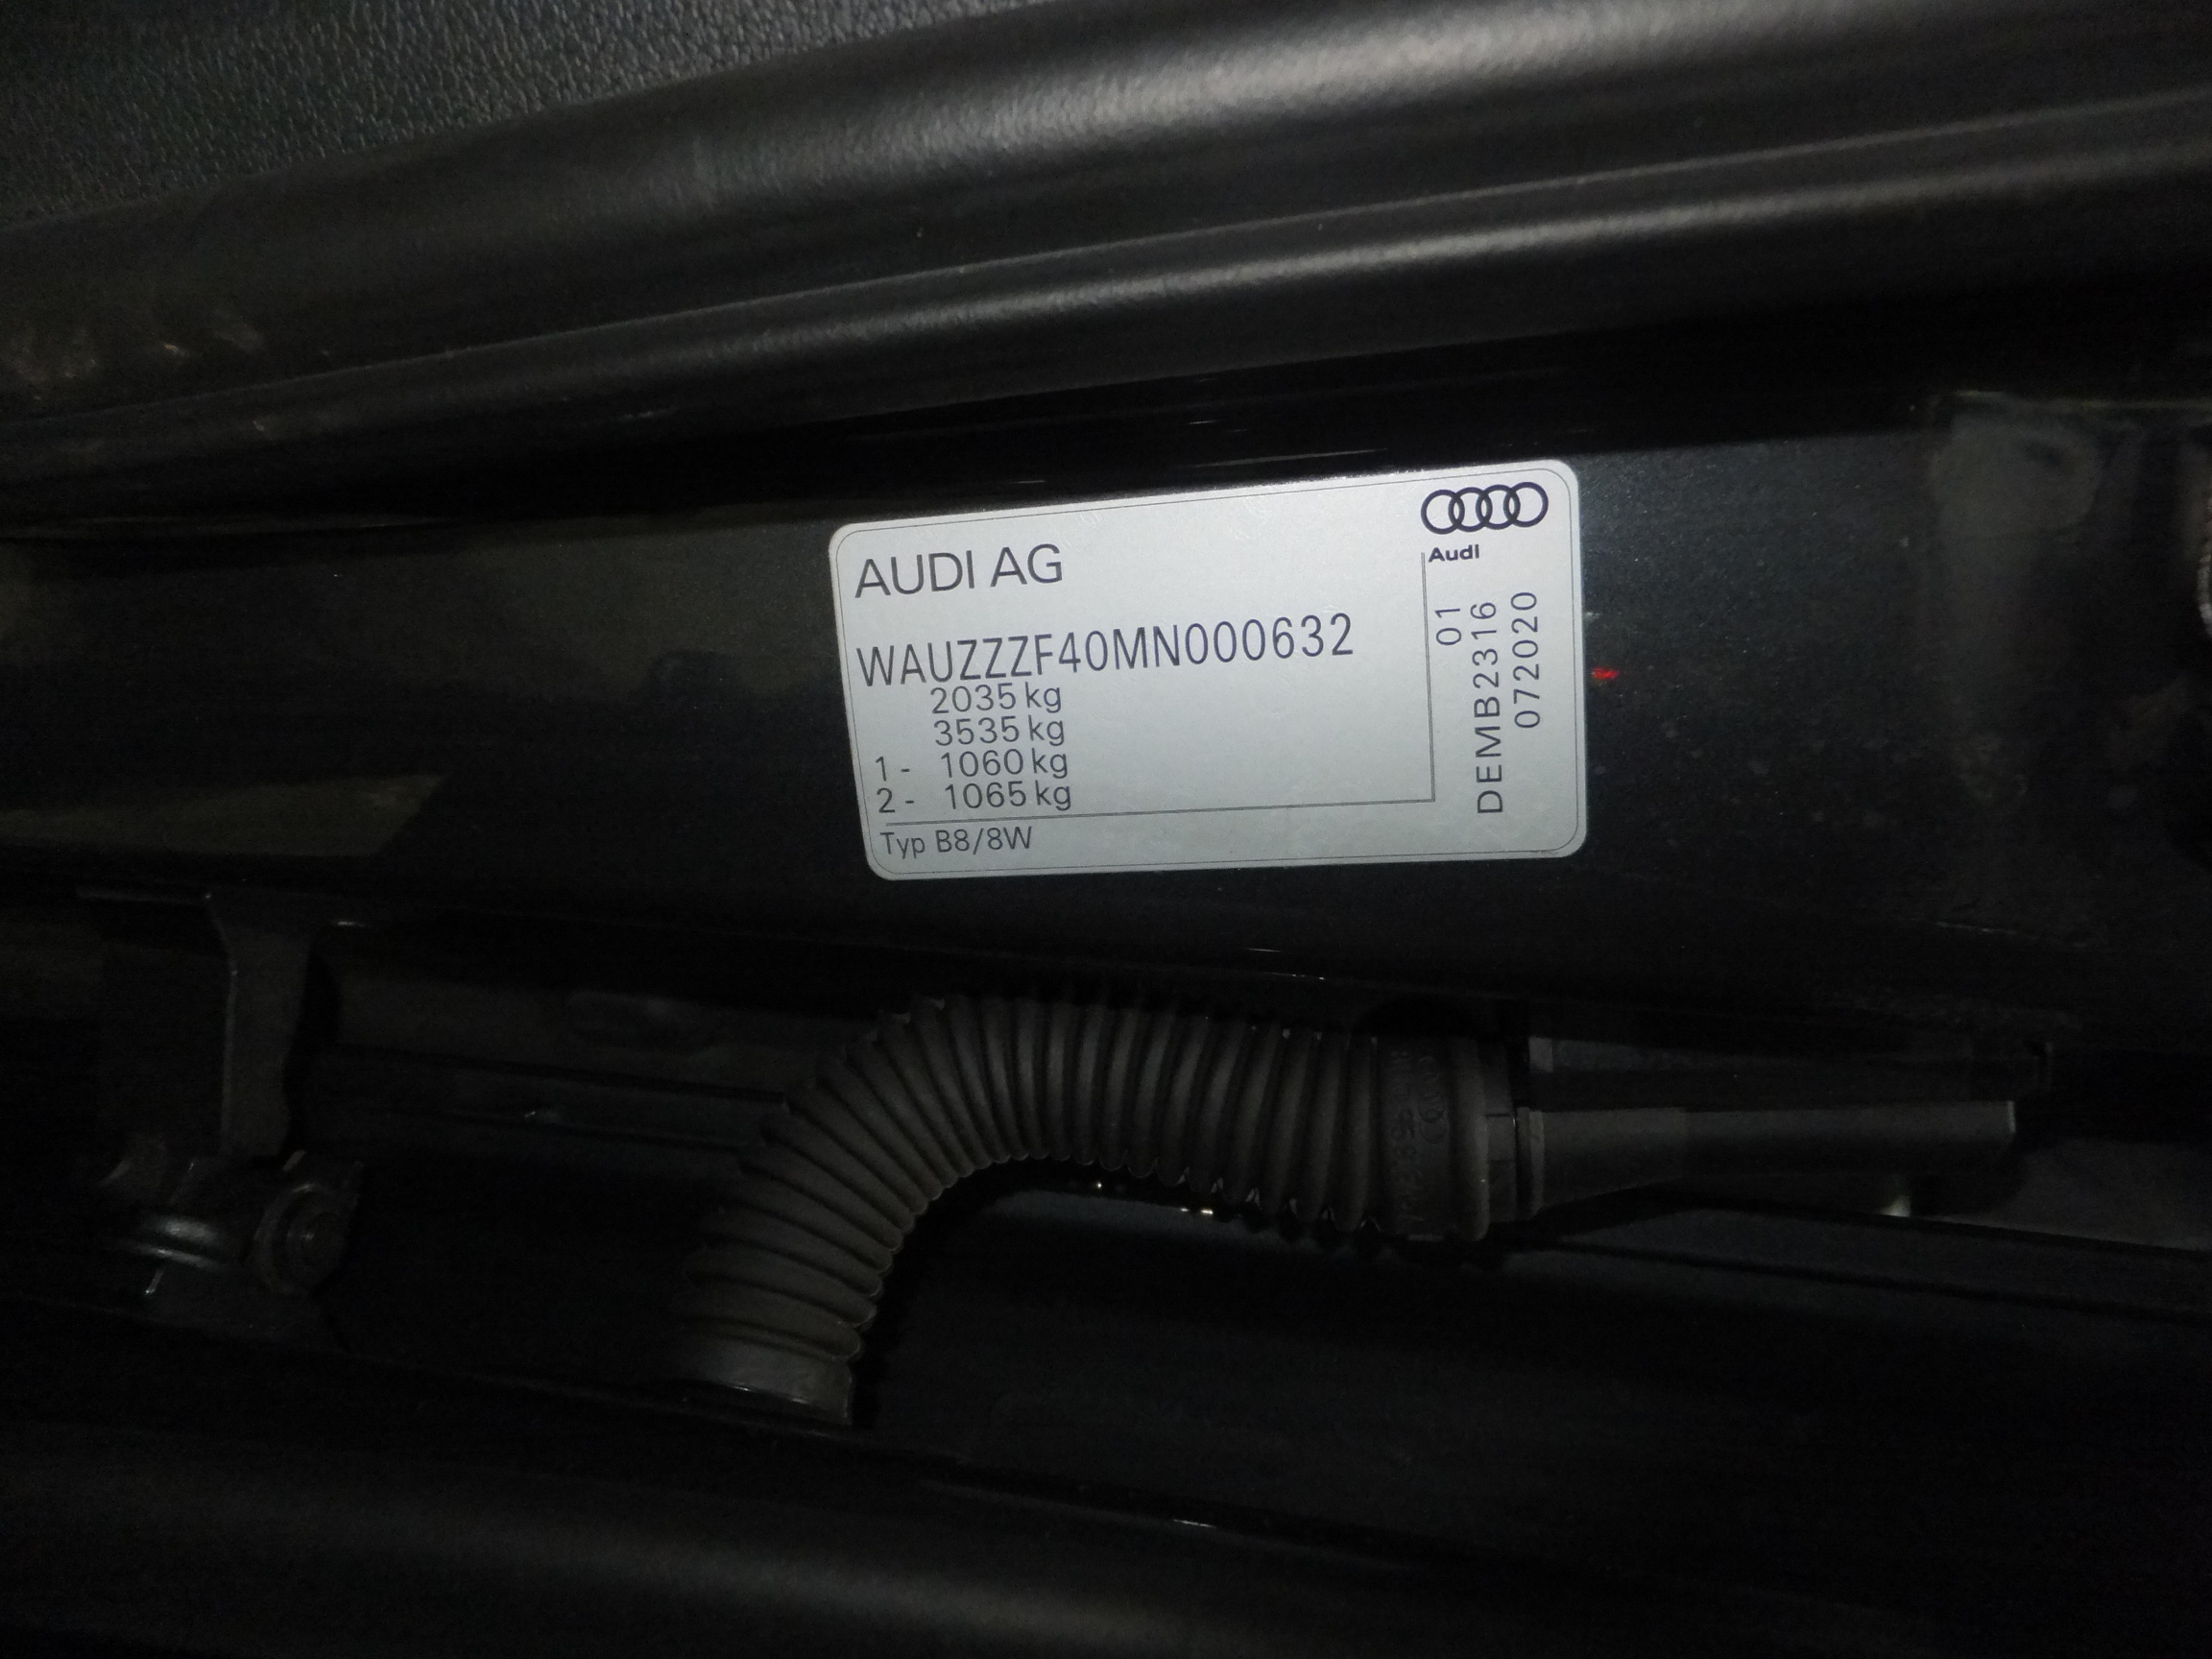 AUDI AG
WAUZZZF40MN000632
2035 kg
3535 kg
1 - 1060 kg
2 - 1065 kg
Typ B8/8W
Audi
01
DEMB2316
072020